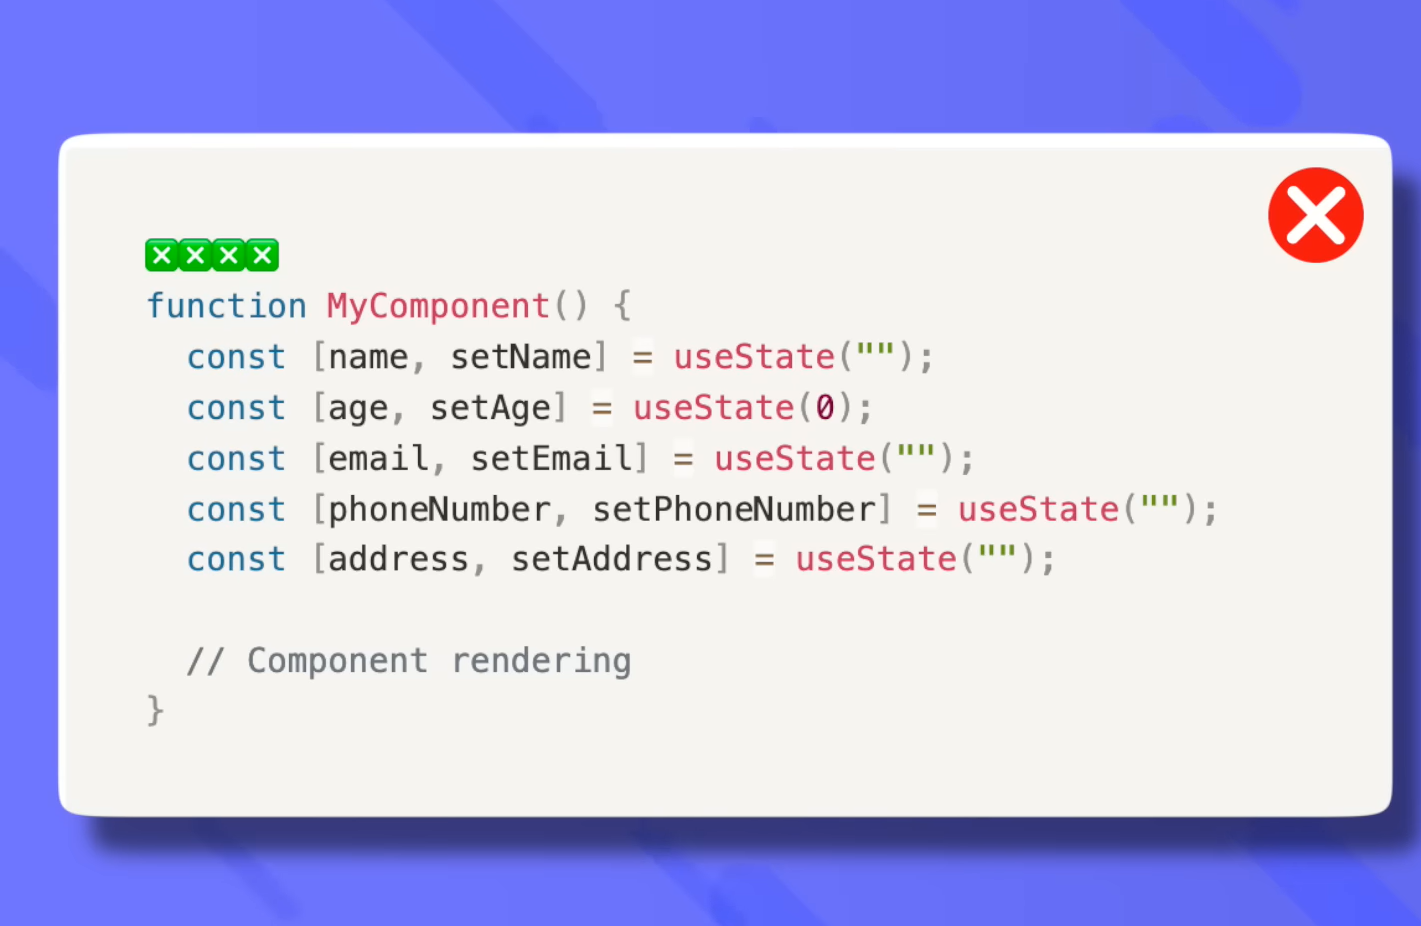 ❎❎❎❎
function MyComponent() {
  const [name, setName] = useState("");
  const [age, setAge] = useState(0);
  const [email, setEmail] = useState("");
  const [phoneNumber, setPhoneNumber] = useState("");
  const [address, setAddress] = useState("");
  // Component rendering
}